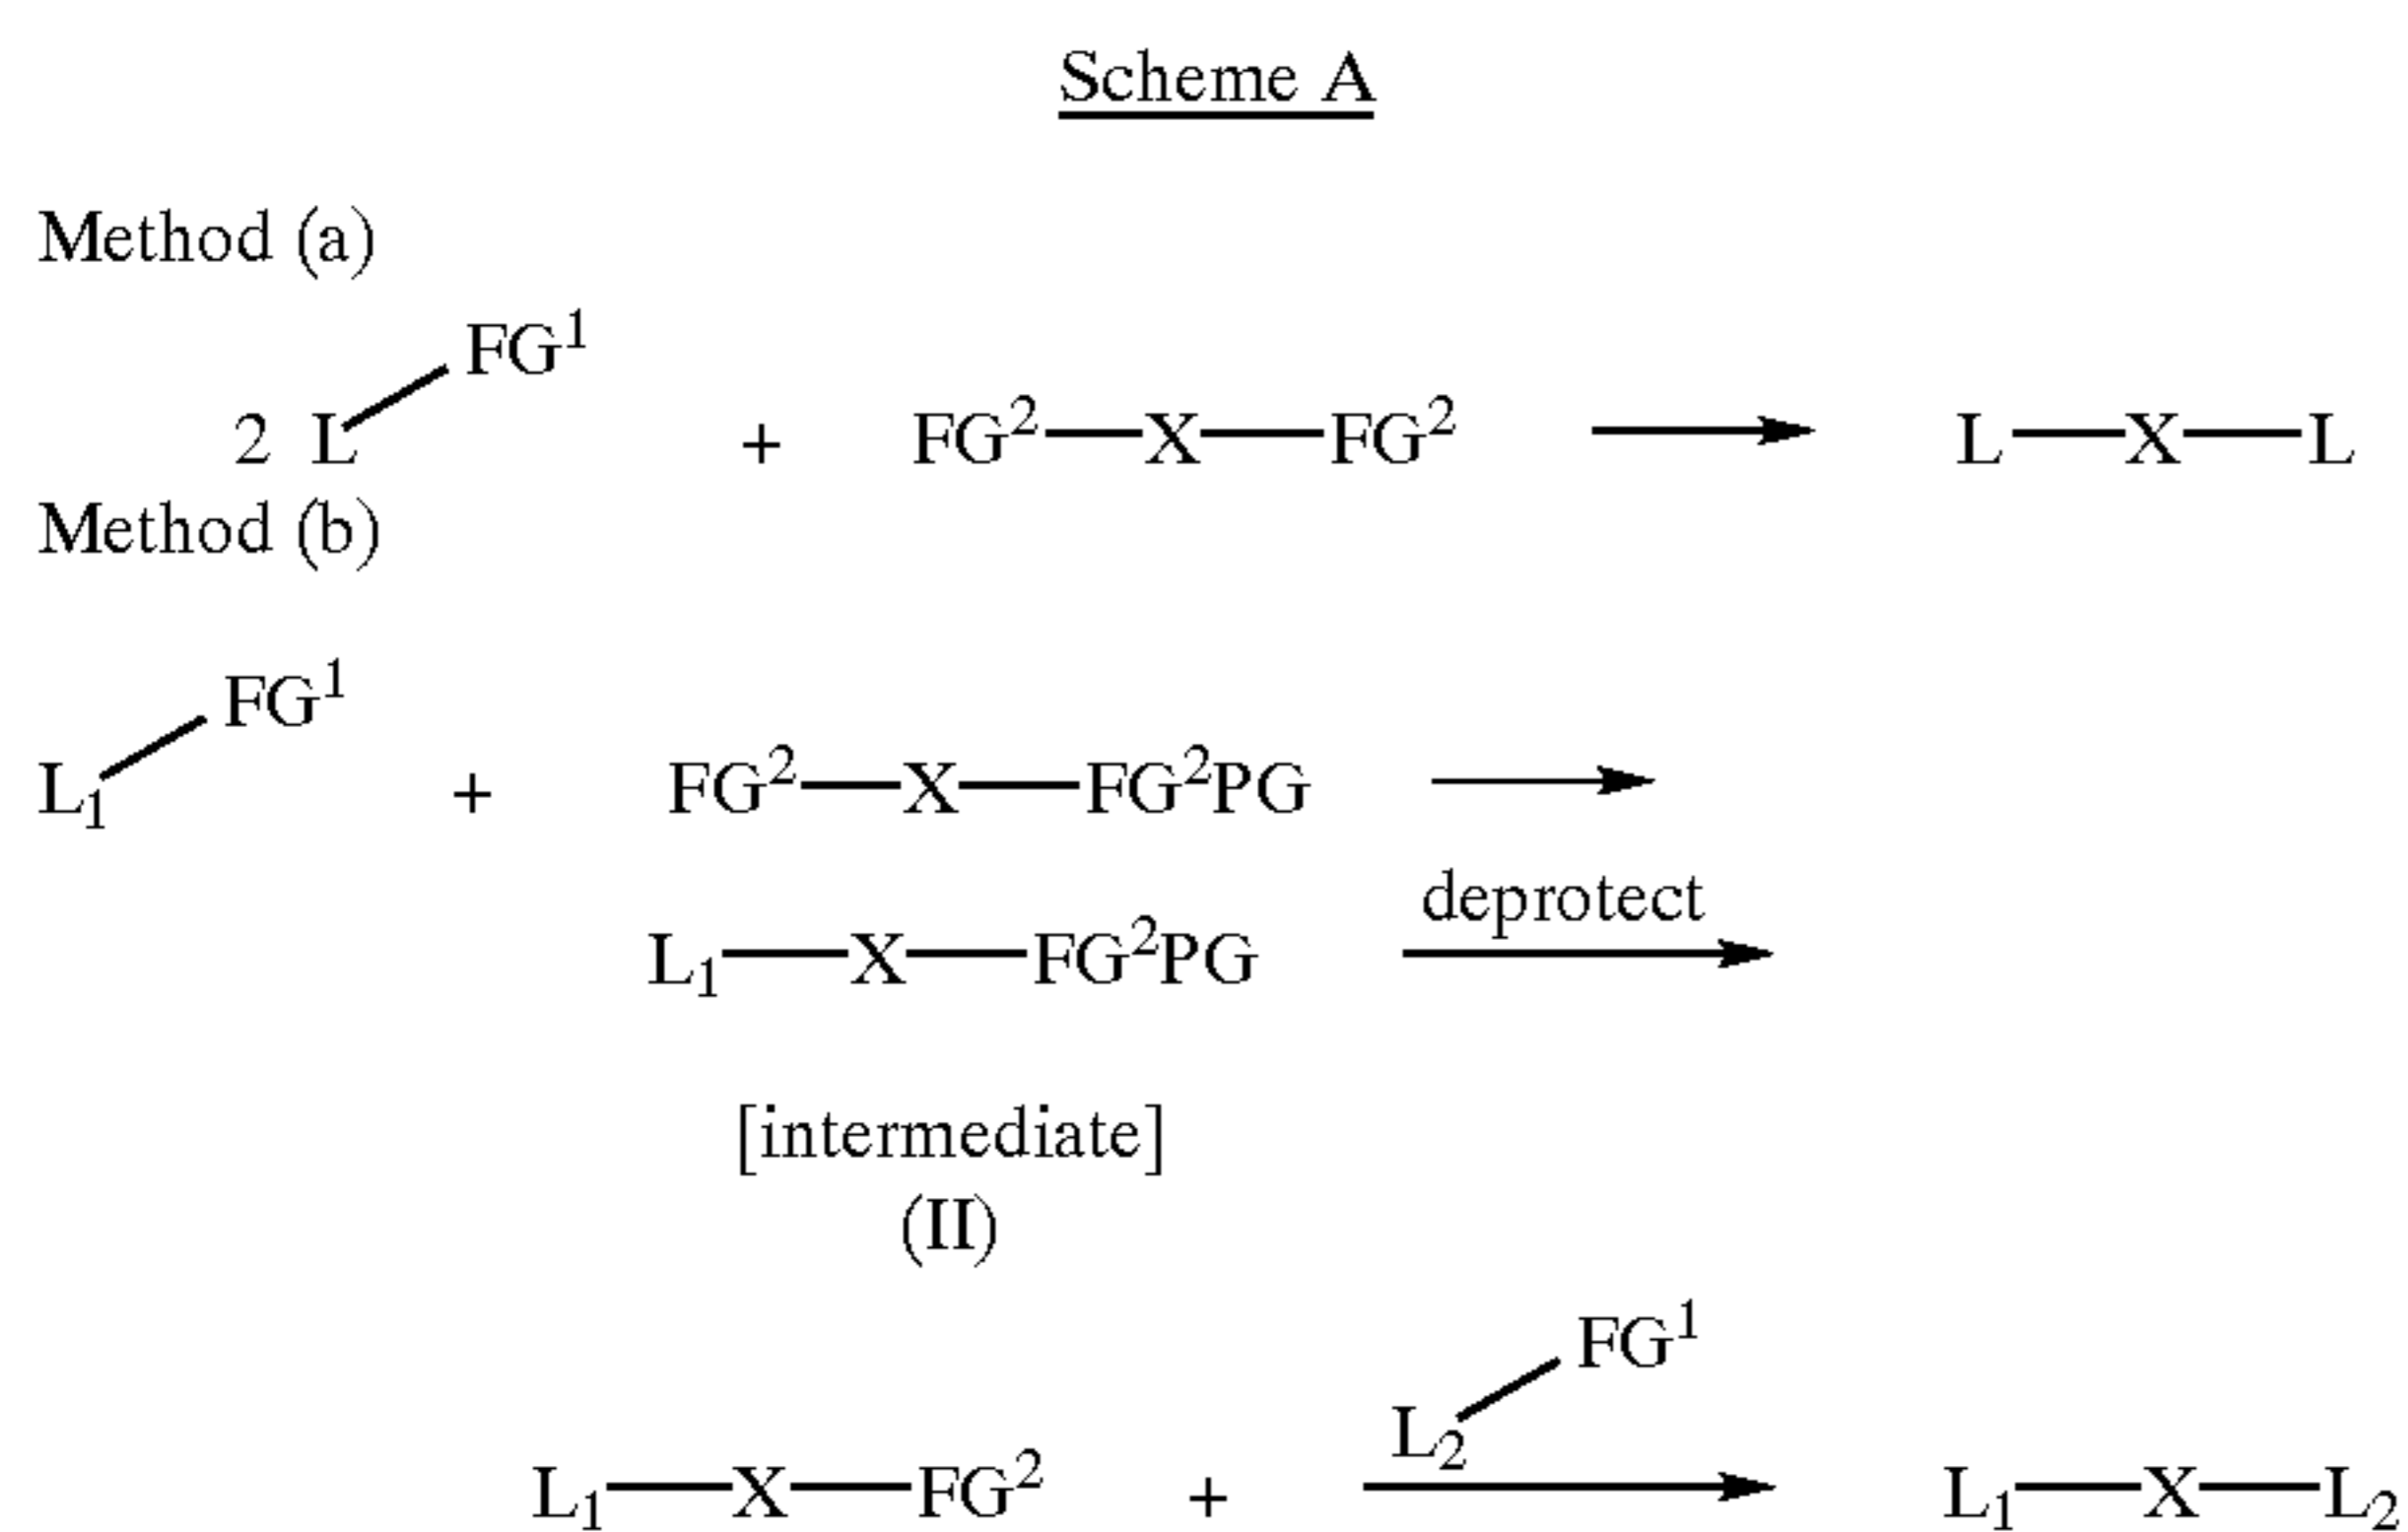 Scheme A
Method (a)
2 L—FG¹ + FG²—X—FG² → L—X—L
Method (b)
L₁—FG¹ + FG²—X—FG²PG →
L₁—X—FG²PG deprotect →
[intermediate]
(II)
L₁—X—FG² + L₂—FG¹ → L₁—X—L₂